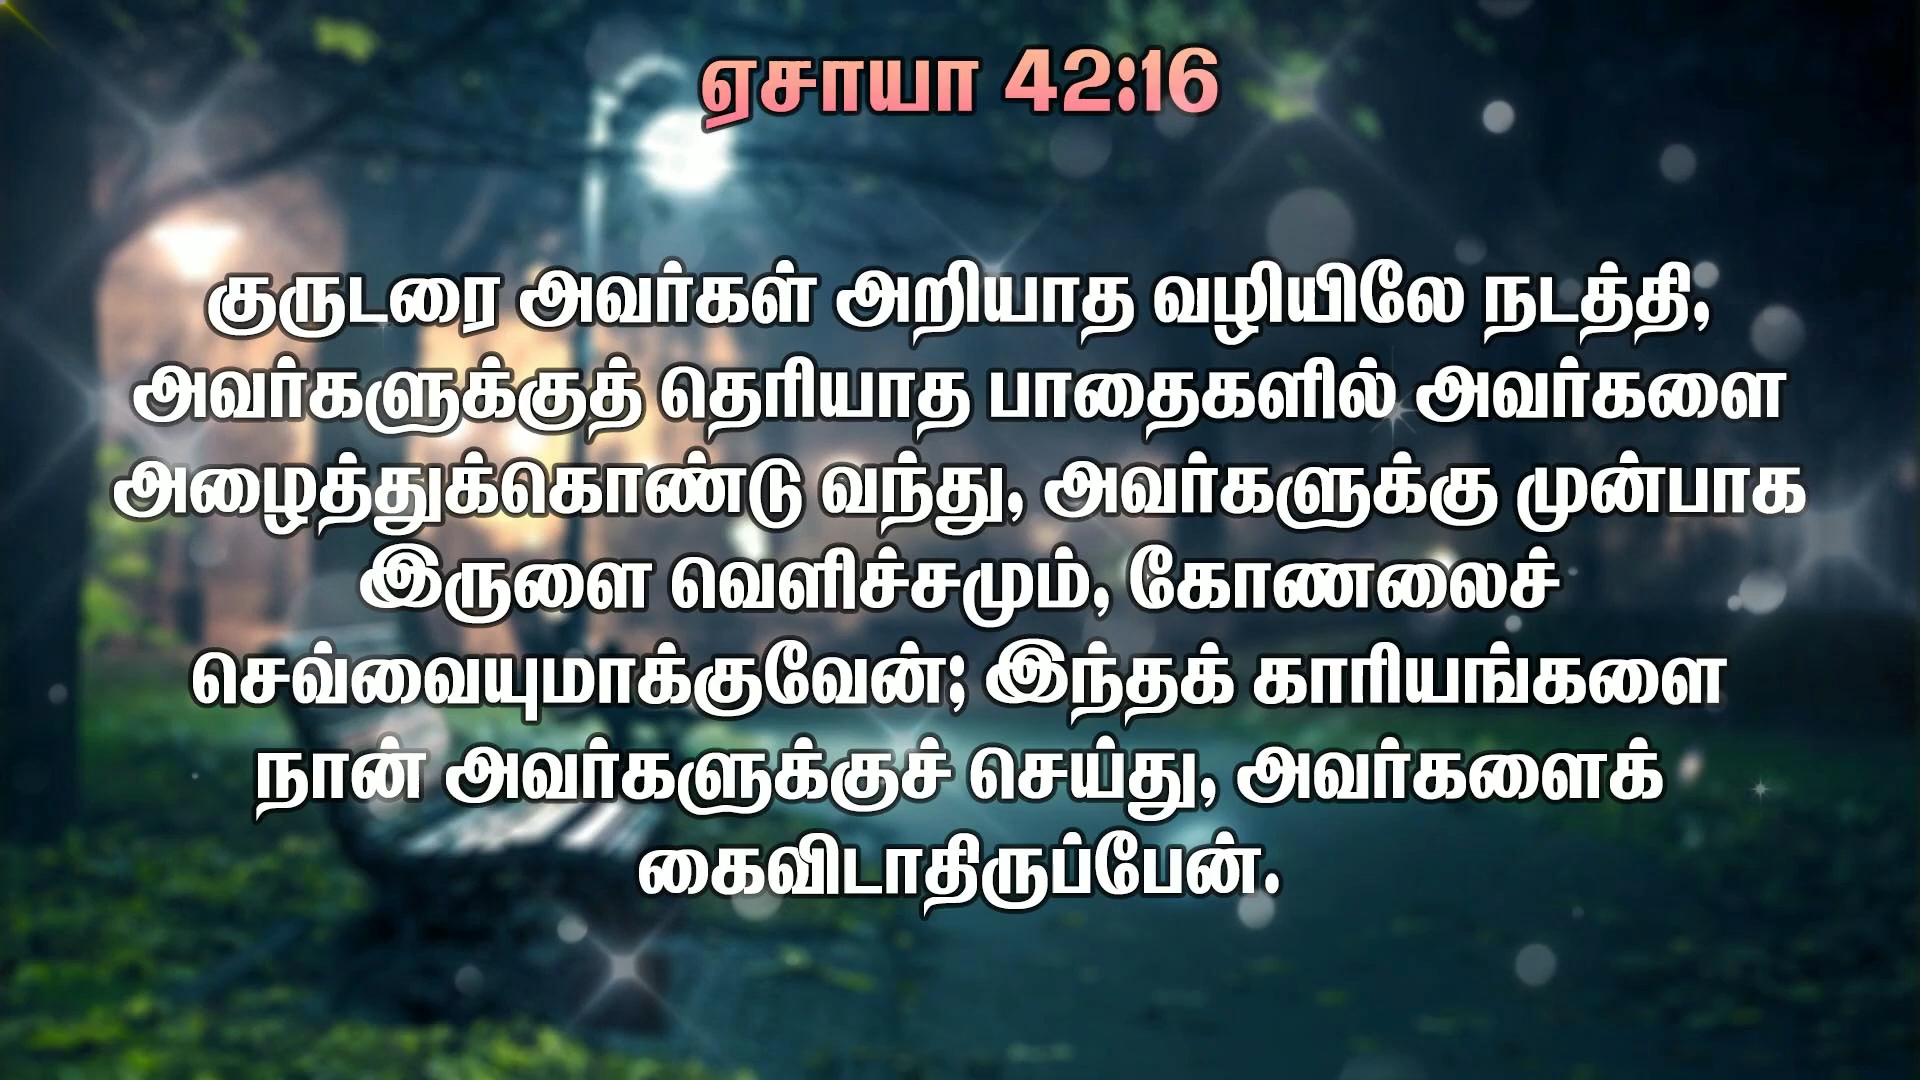 ஏசாயா 42:16
குருடரை அவர்கள் அறியாத வழியிலே நடத்தி,
அவர்களுக்குத் தெரியாத பாதைகளில் அவர்களை
அழைத்துக்கொண்டு வந்து, அவர்களுக்கு முன்பாக
இருளை வெளிச்சமும், கோணலைச்
செவ்வையுமாக்குவேன்; இந்தக் காரியங்களை
நான் அவர்களுக்குச் செய்து, அவர்களைக்
கைவிடாதிருப்பேன்.